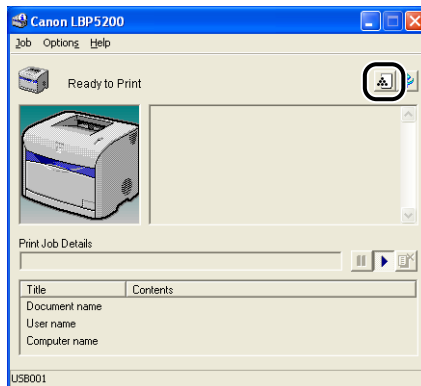 Canon LBP5200
Job Options Help
Ready to Print
Print Job Details
Title Contents
Document name
User name
Computer name
USB001